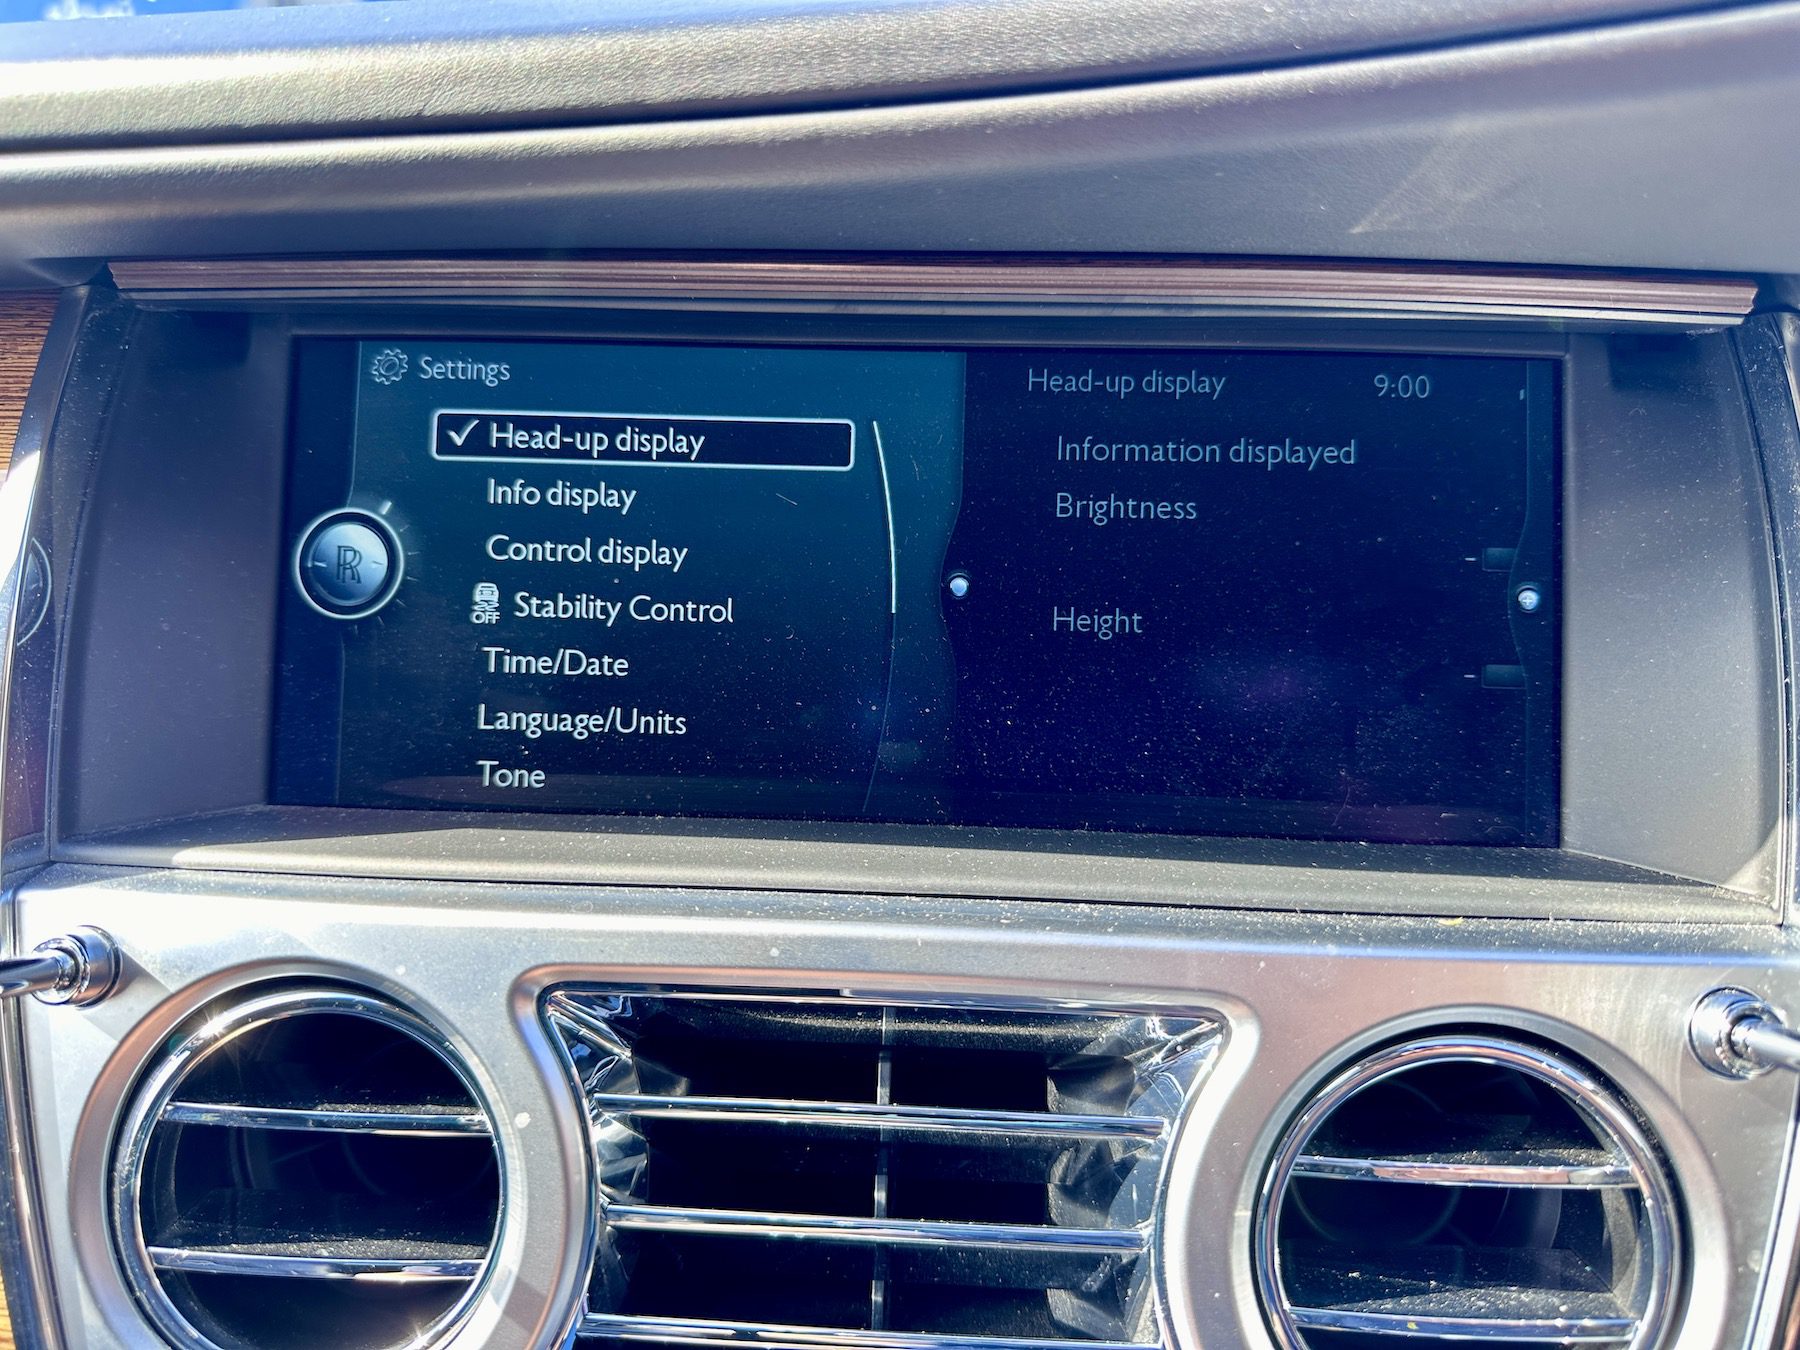 Settings
Head-up display
Info display
Control display
OFF Stability Control
Time/Date
Language/Units
Tone
RR
Head-up display 9:00
Information displayed
Brightness
Height